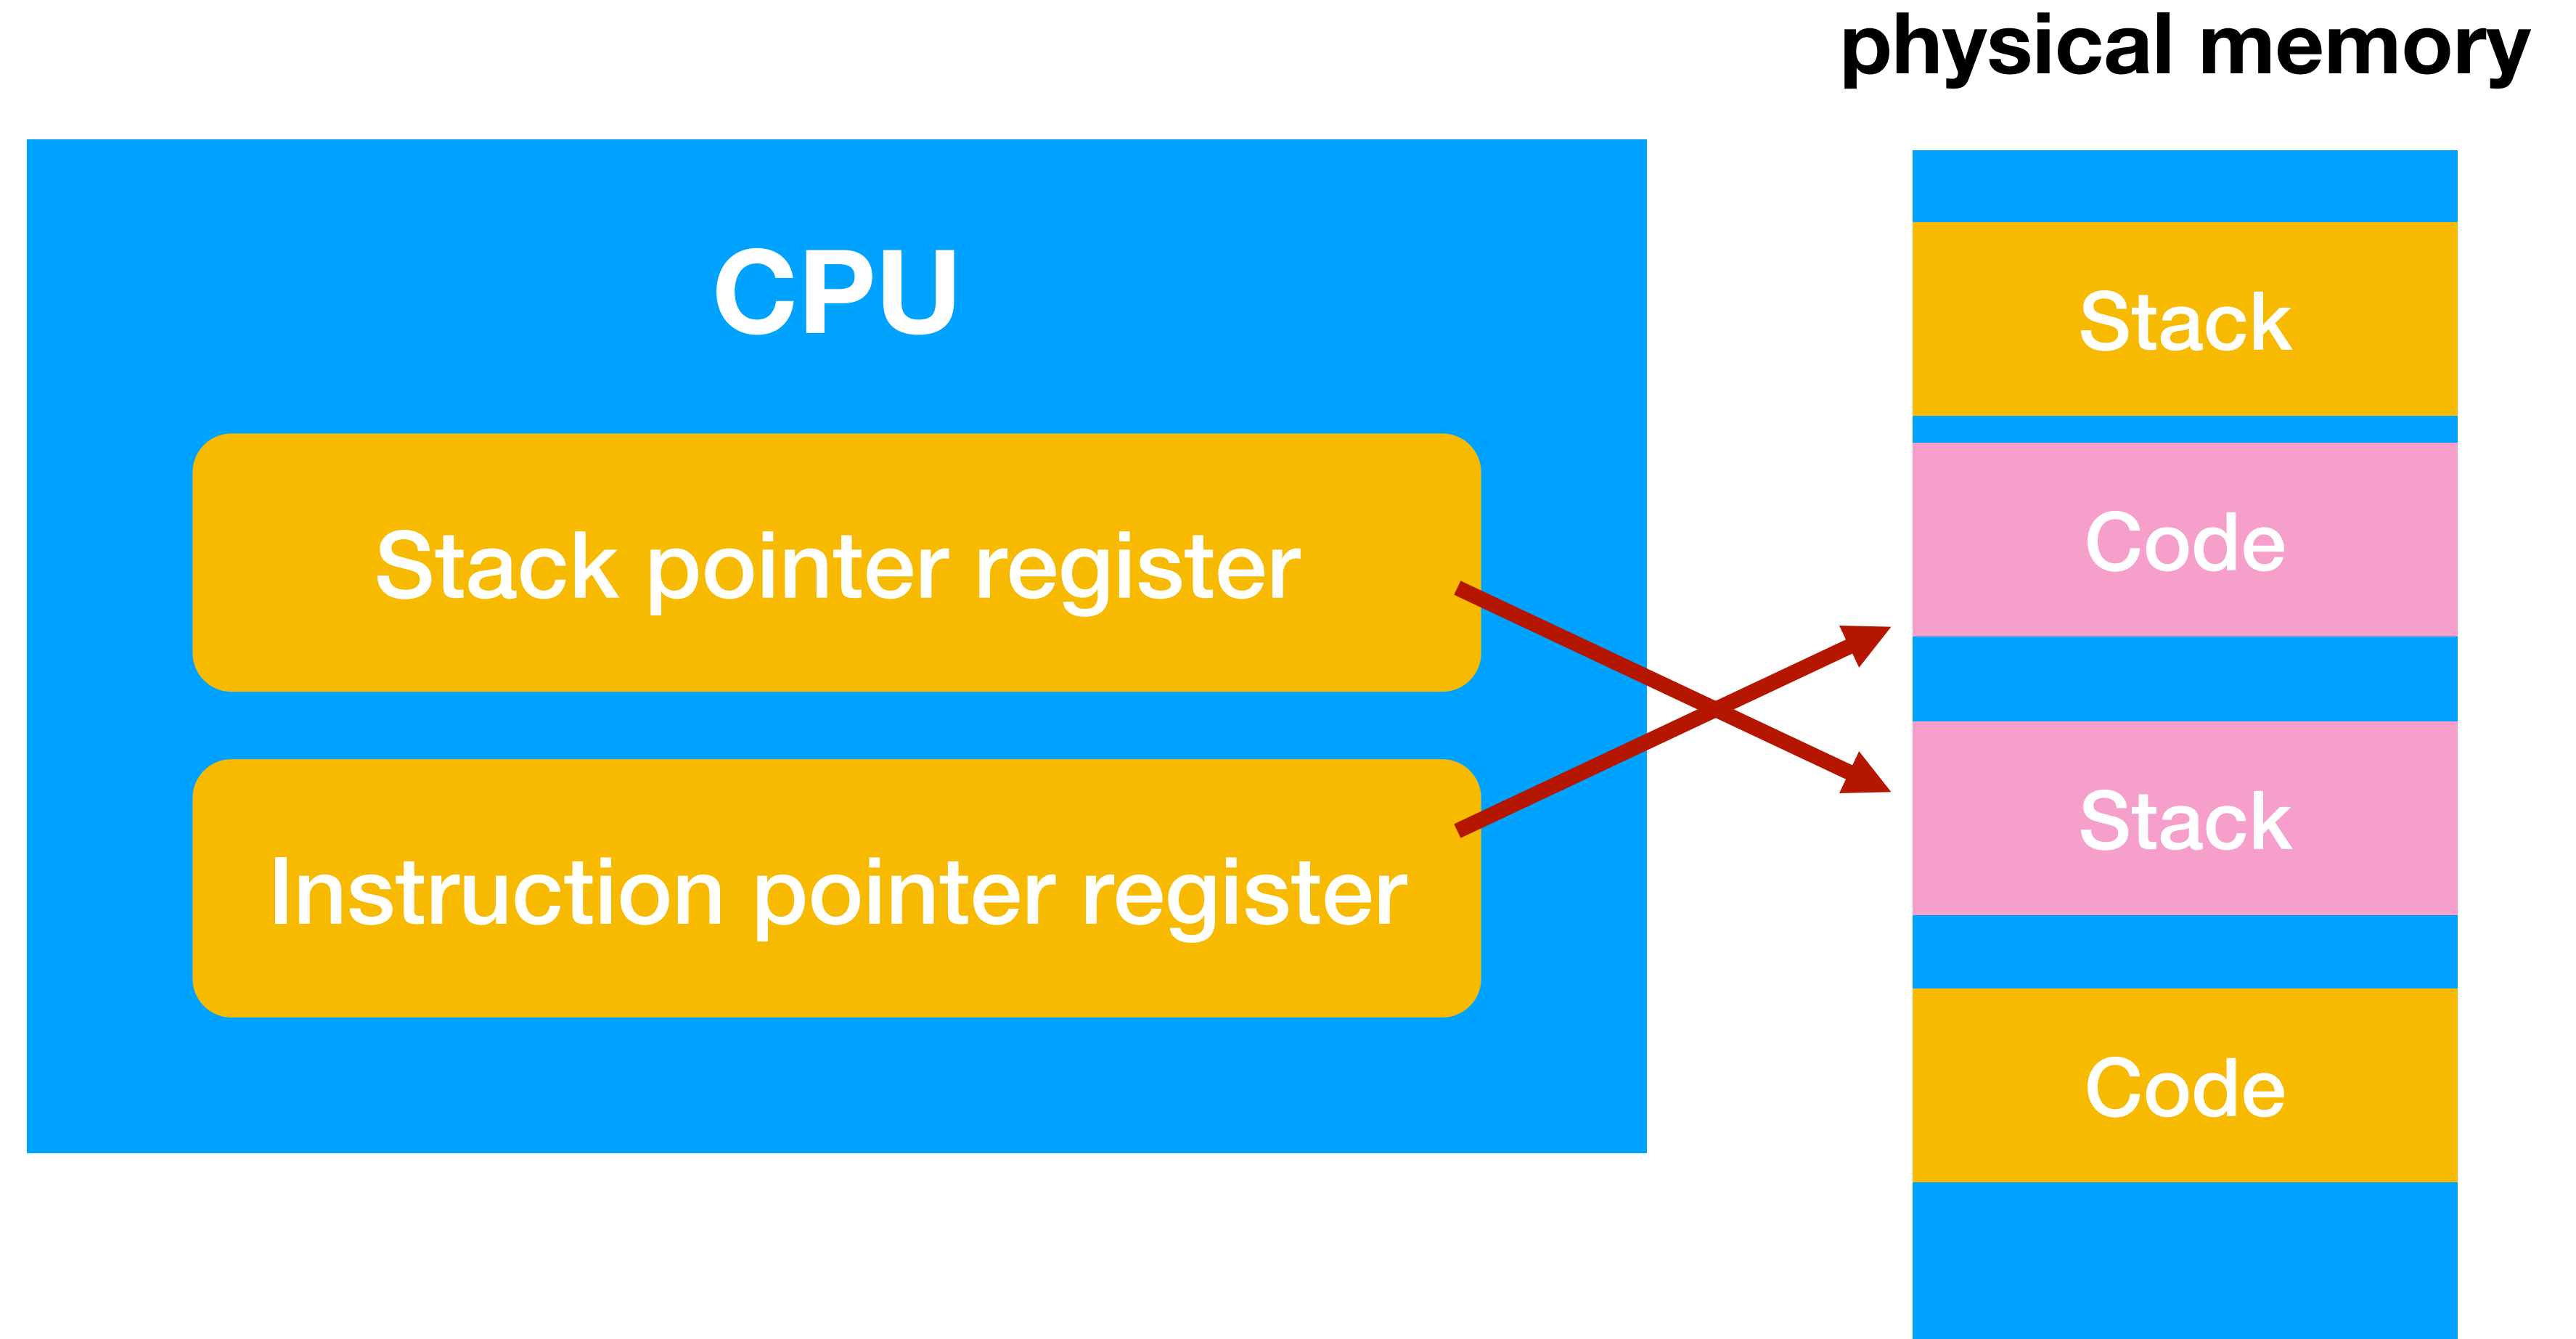 physical memory
CPU
Stack pointer register
Instruction pointer register
Stack
Code
Stack
Code